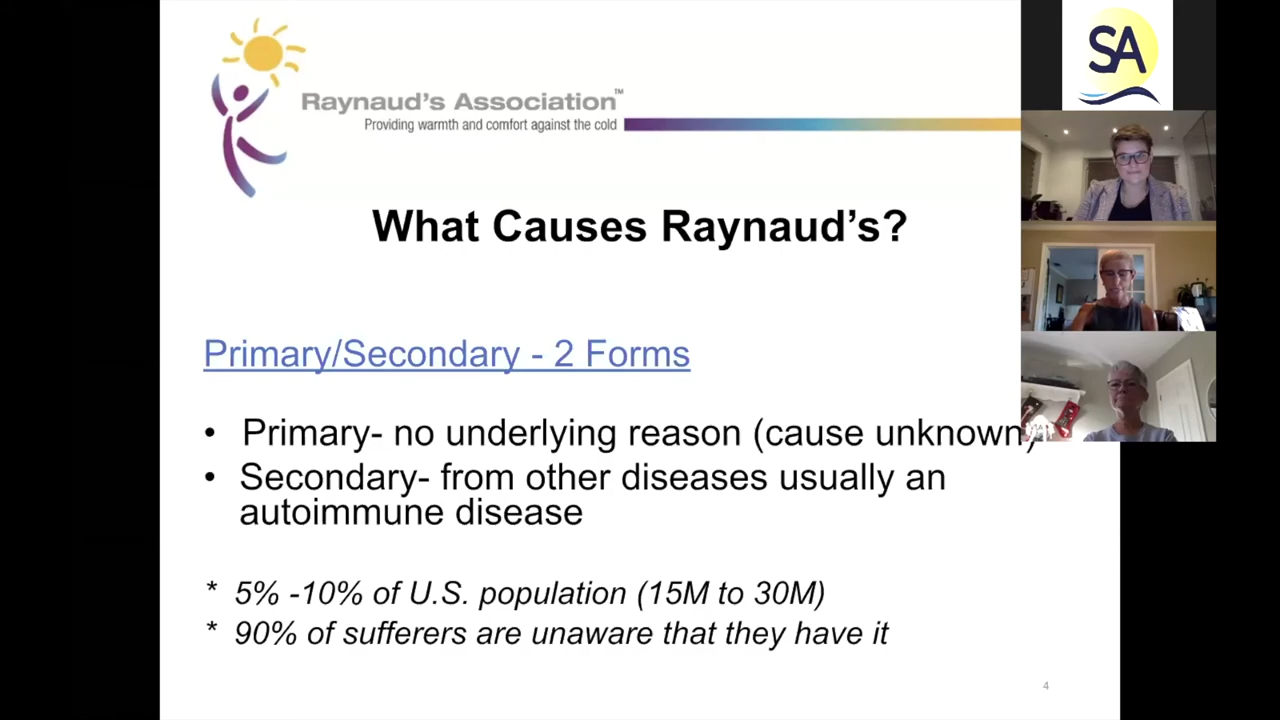 Raynaud's Association™
Providing warmth and comfort against the cold
SA
What Causes Raynaud's?
Primary/Secondary - 2 Forms
• Primary- no underlying reason (cause unknown)
• Secondary- from other diseases usually an
autoimmune disease
* 5% -10% of U.S. population (15M to 30M)
* 90% of sufferers are unaware that they have it
4